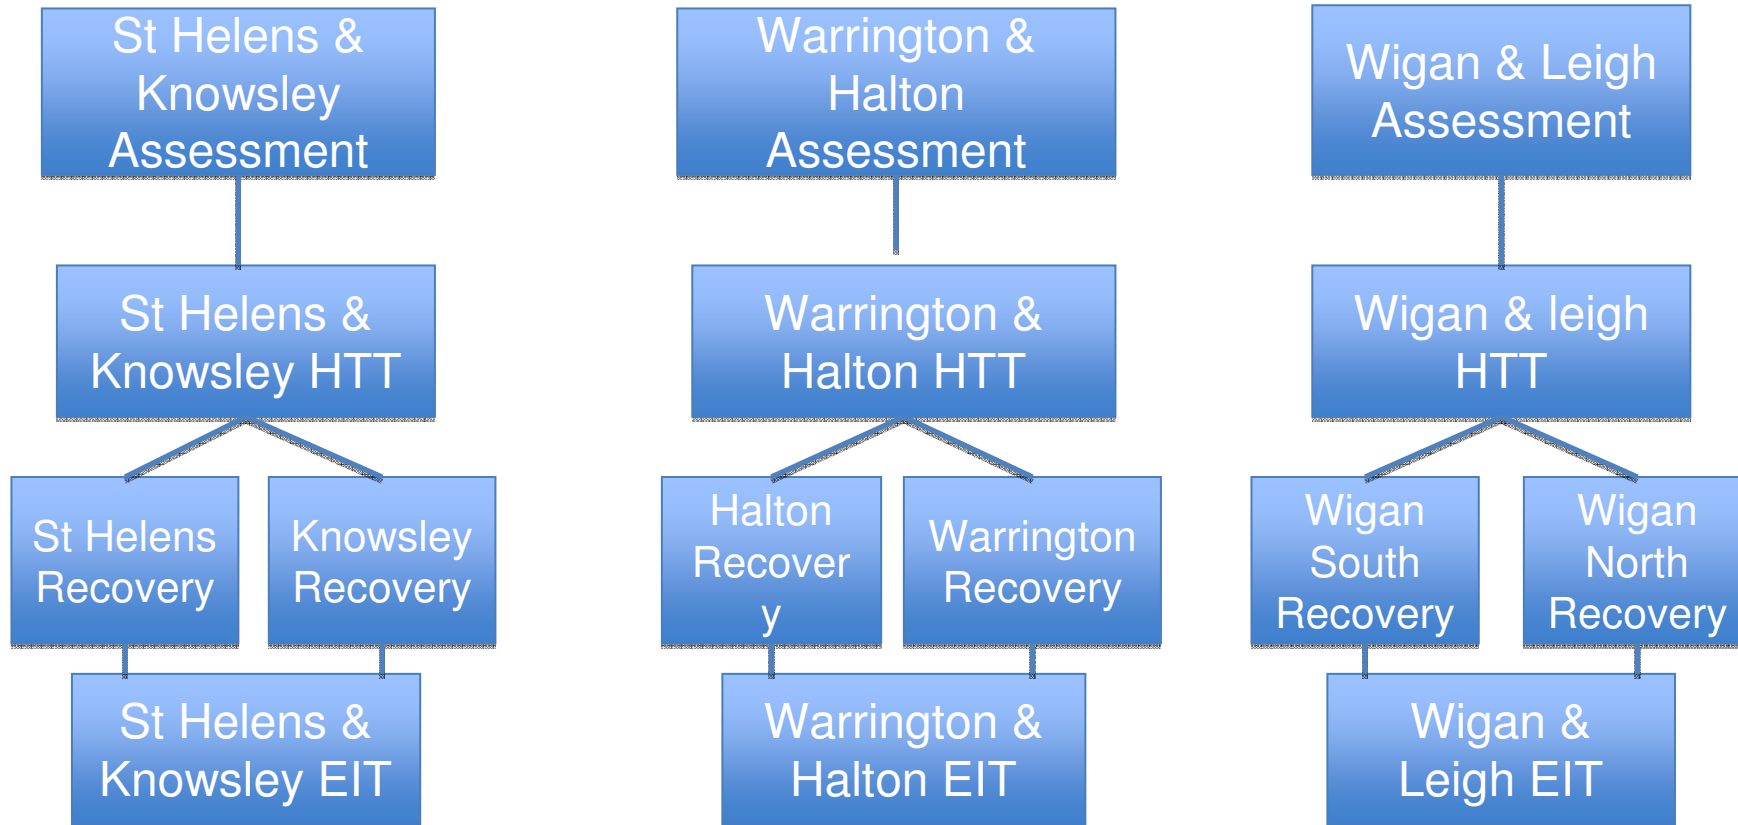 St Helens &
Knowsley
Assessment
Warrington &
Halton
Assessment
Wigan & Leigh
Assessment
St Helens &
Knowsley HTT
Warrington &
Halton HTT
Wigan & leigh
HTT
St Helens
Recovery
Knowsley
Recovery
Halton
Recover
y
Warrington
Recovery
Wigan
South
Recovery
Wigan
North
Recovery
St Helens &
Knowsley EIT
Warrington &
Halton EIT
Wigan &
Leigh EIT